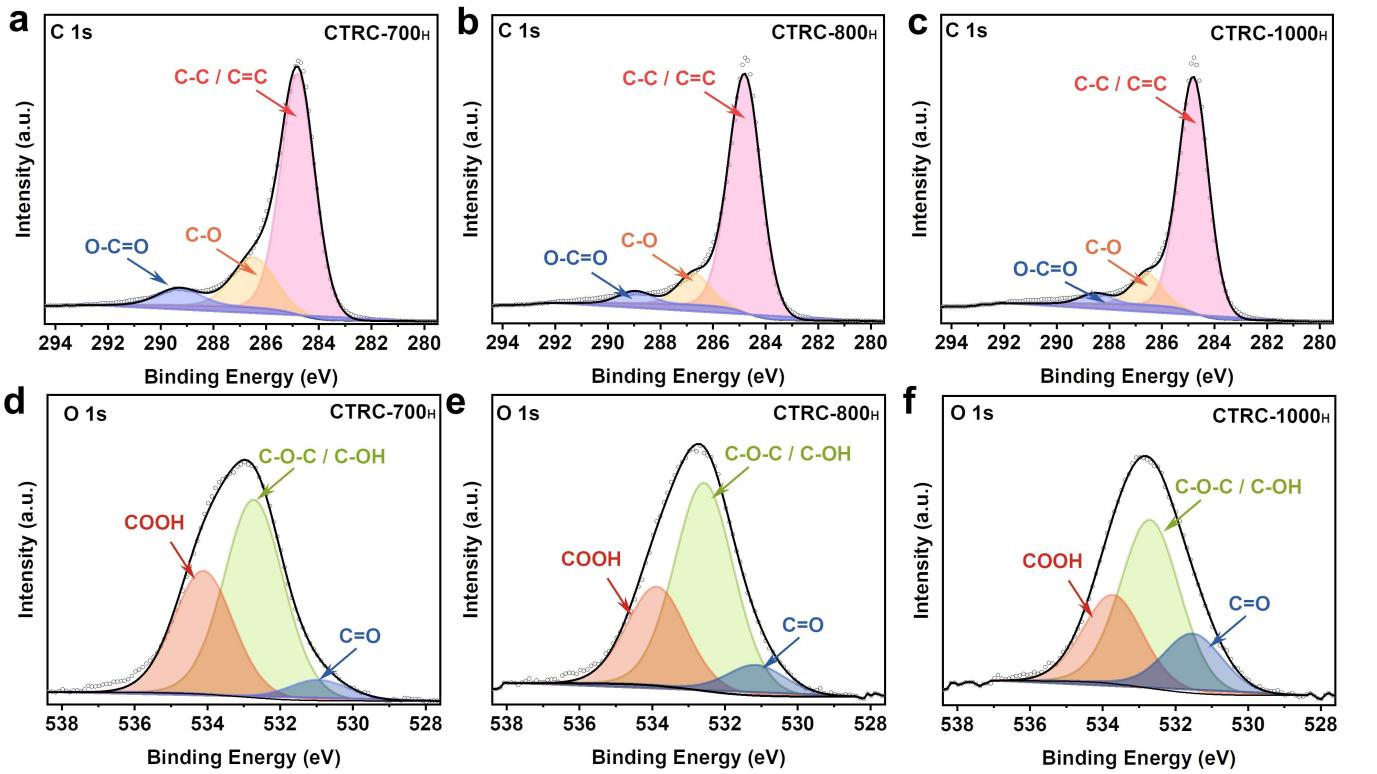 a
C 1s
CTRC-700H
C-C / C=C
O-C=O
C-O
Intensity (a.u.)
294 292 290 288 286 284 282 280
Binding Energy (eV)
b
C 1s
CTRC-800H
C-C / C=C
O-C=O
C-O
Intensity (a.u.)
294 292 290 288 286 284 282 280
Binding Energy (eV)
c
C 1s
CTRC-1000H
C-C / C=C
O-C=O
C-O
Intensity (a.u.)
294 292 290 288 286 284 282 280
Binding Energy (eV)
d
O 1s
CTRC-700H
C-O-C / C-OH
COOH
C=O
Intensity (a.u.)
538 536 534 532 530 528
Binding Energy (eV)
e
O 1s
CTRC-800H
C-O-C / C-OH
COOH
C=O
Intensity (a.u.)
538 536 534 532 530 528
Binding Energy (eV)
f
O 1s
CTRC-1000H
C-O-C / C-OH
COOH
C=O
Intensity (a.u.)
538 536 534 532 530 528
Binding Energy (eV)